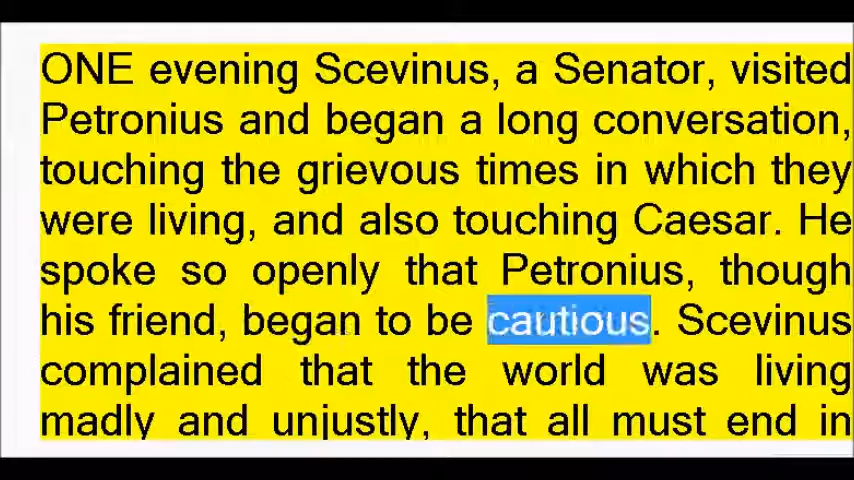 ONE evening Scevinus, a Senator, visited
Petronius and began a long conversation,
touching the grievous times in which they
were living, and also touching Caesar. He
spoke so openly that Petronius, though
his friend, began to be cautious. Scevinus
complained that the world was living
madly and unjustly, that all must end in